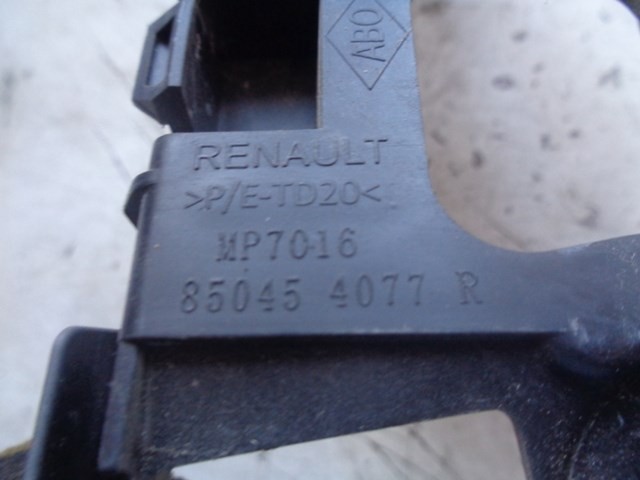 ABO
RENAULT
>P/E-TD20<
MP7016
85045 4077 R